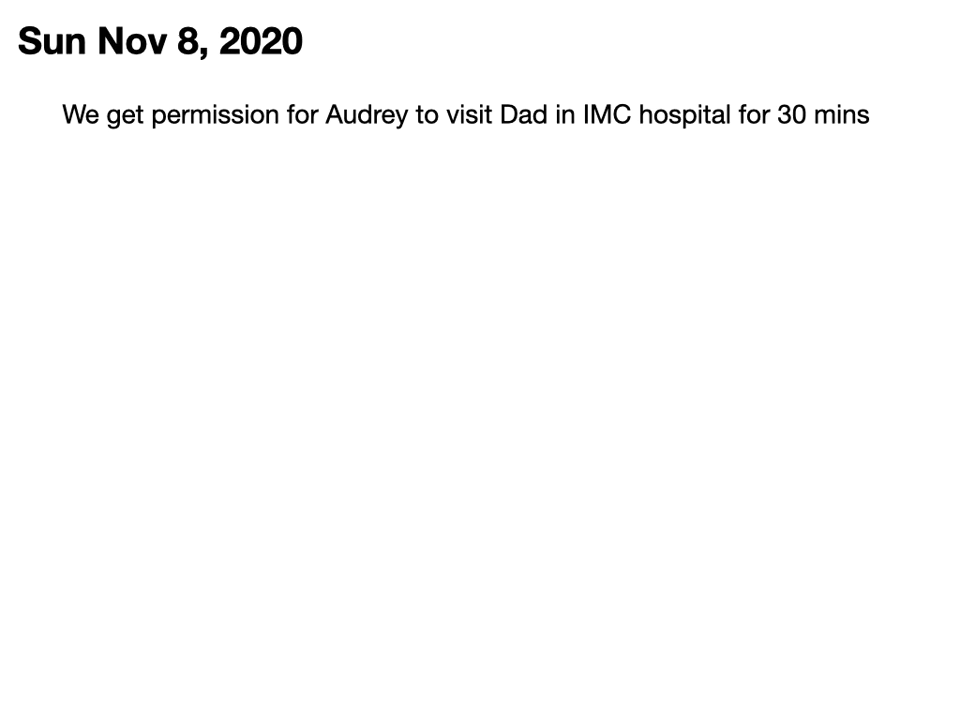 Sun Nov 8, 2020
We get permission for Audrey to visit Dad in IMC hospital for 30 mins